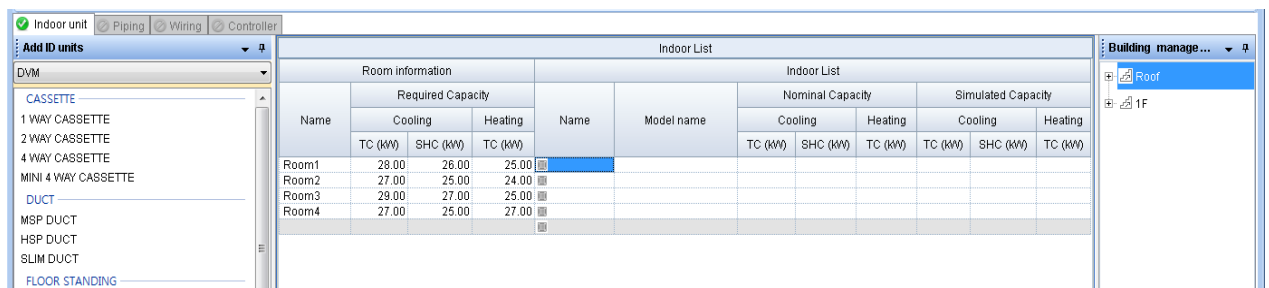 Indoor unit Piping Wiring Controller
Add ID units
DVM
CASSETTE
1 WAY CASSETTE
2 WAY CASSETTE
4 WAY CASSETTE
MINI 4 WAY CASSETTE
DUCT
MSP DUCT
HSP DUCT
SLIM DUCT
FLOOR STANDING
Indoor List
Room information Indoor List
Required Capacity Nominal Capacity Simulated Capacity
Name Cooling Heating Name Model name Cooling Heating Cooling Heating
TC (kW) SHC (kW) TC (kW) TC (kW) SHC (kW) TC (kW) TC (kW) SHC (kW) TC (kW)
Room1 28.00 26.00 25.00
Room2 27.00 25.00 24.00
Room3 29.00 27.00 25.00
Room4 27.00 25.00 27.00
Building manage...
Roof
1F